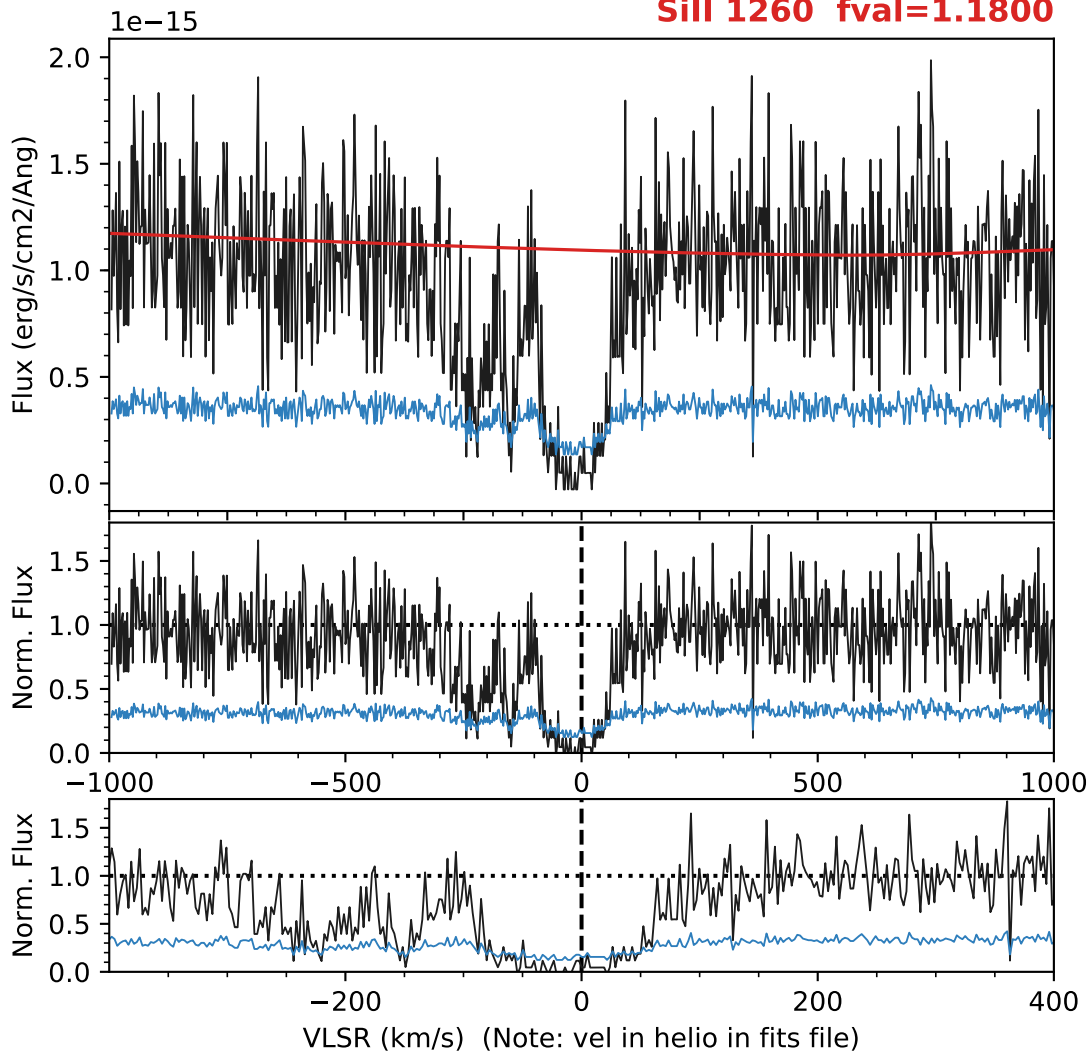 SiII 1260 fval=1.1800
1e−15
2.0
1.5
1.0
0.5
0.0
Flux (erg/s/cm2/Ang)
1.5
1.0
0.5
0.0
Norm. Flux
−1000 −500 0 500 1000
1.5
1.0
0.5
0.0
Norm. Flux
−200 0 200 400
VLSR (km/s) (Note: vel in helio in fits file)